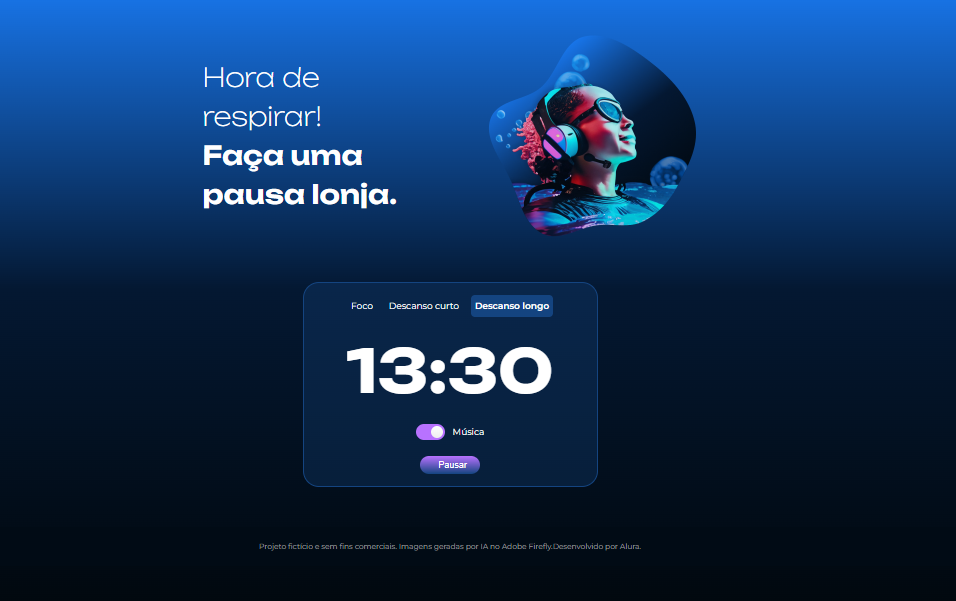 Hora de
respirar!
Faça uma
pausa lonja.
Foco Descanso curto Descanso longo
13:30
Música
Pausar
Projeto fictício e sem fins comerciais. Imagens geradas por IA no Adobe Firefly.Desenvolvido por Alura.